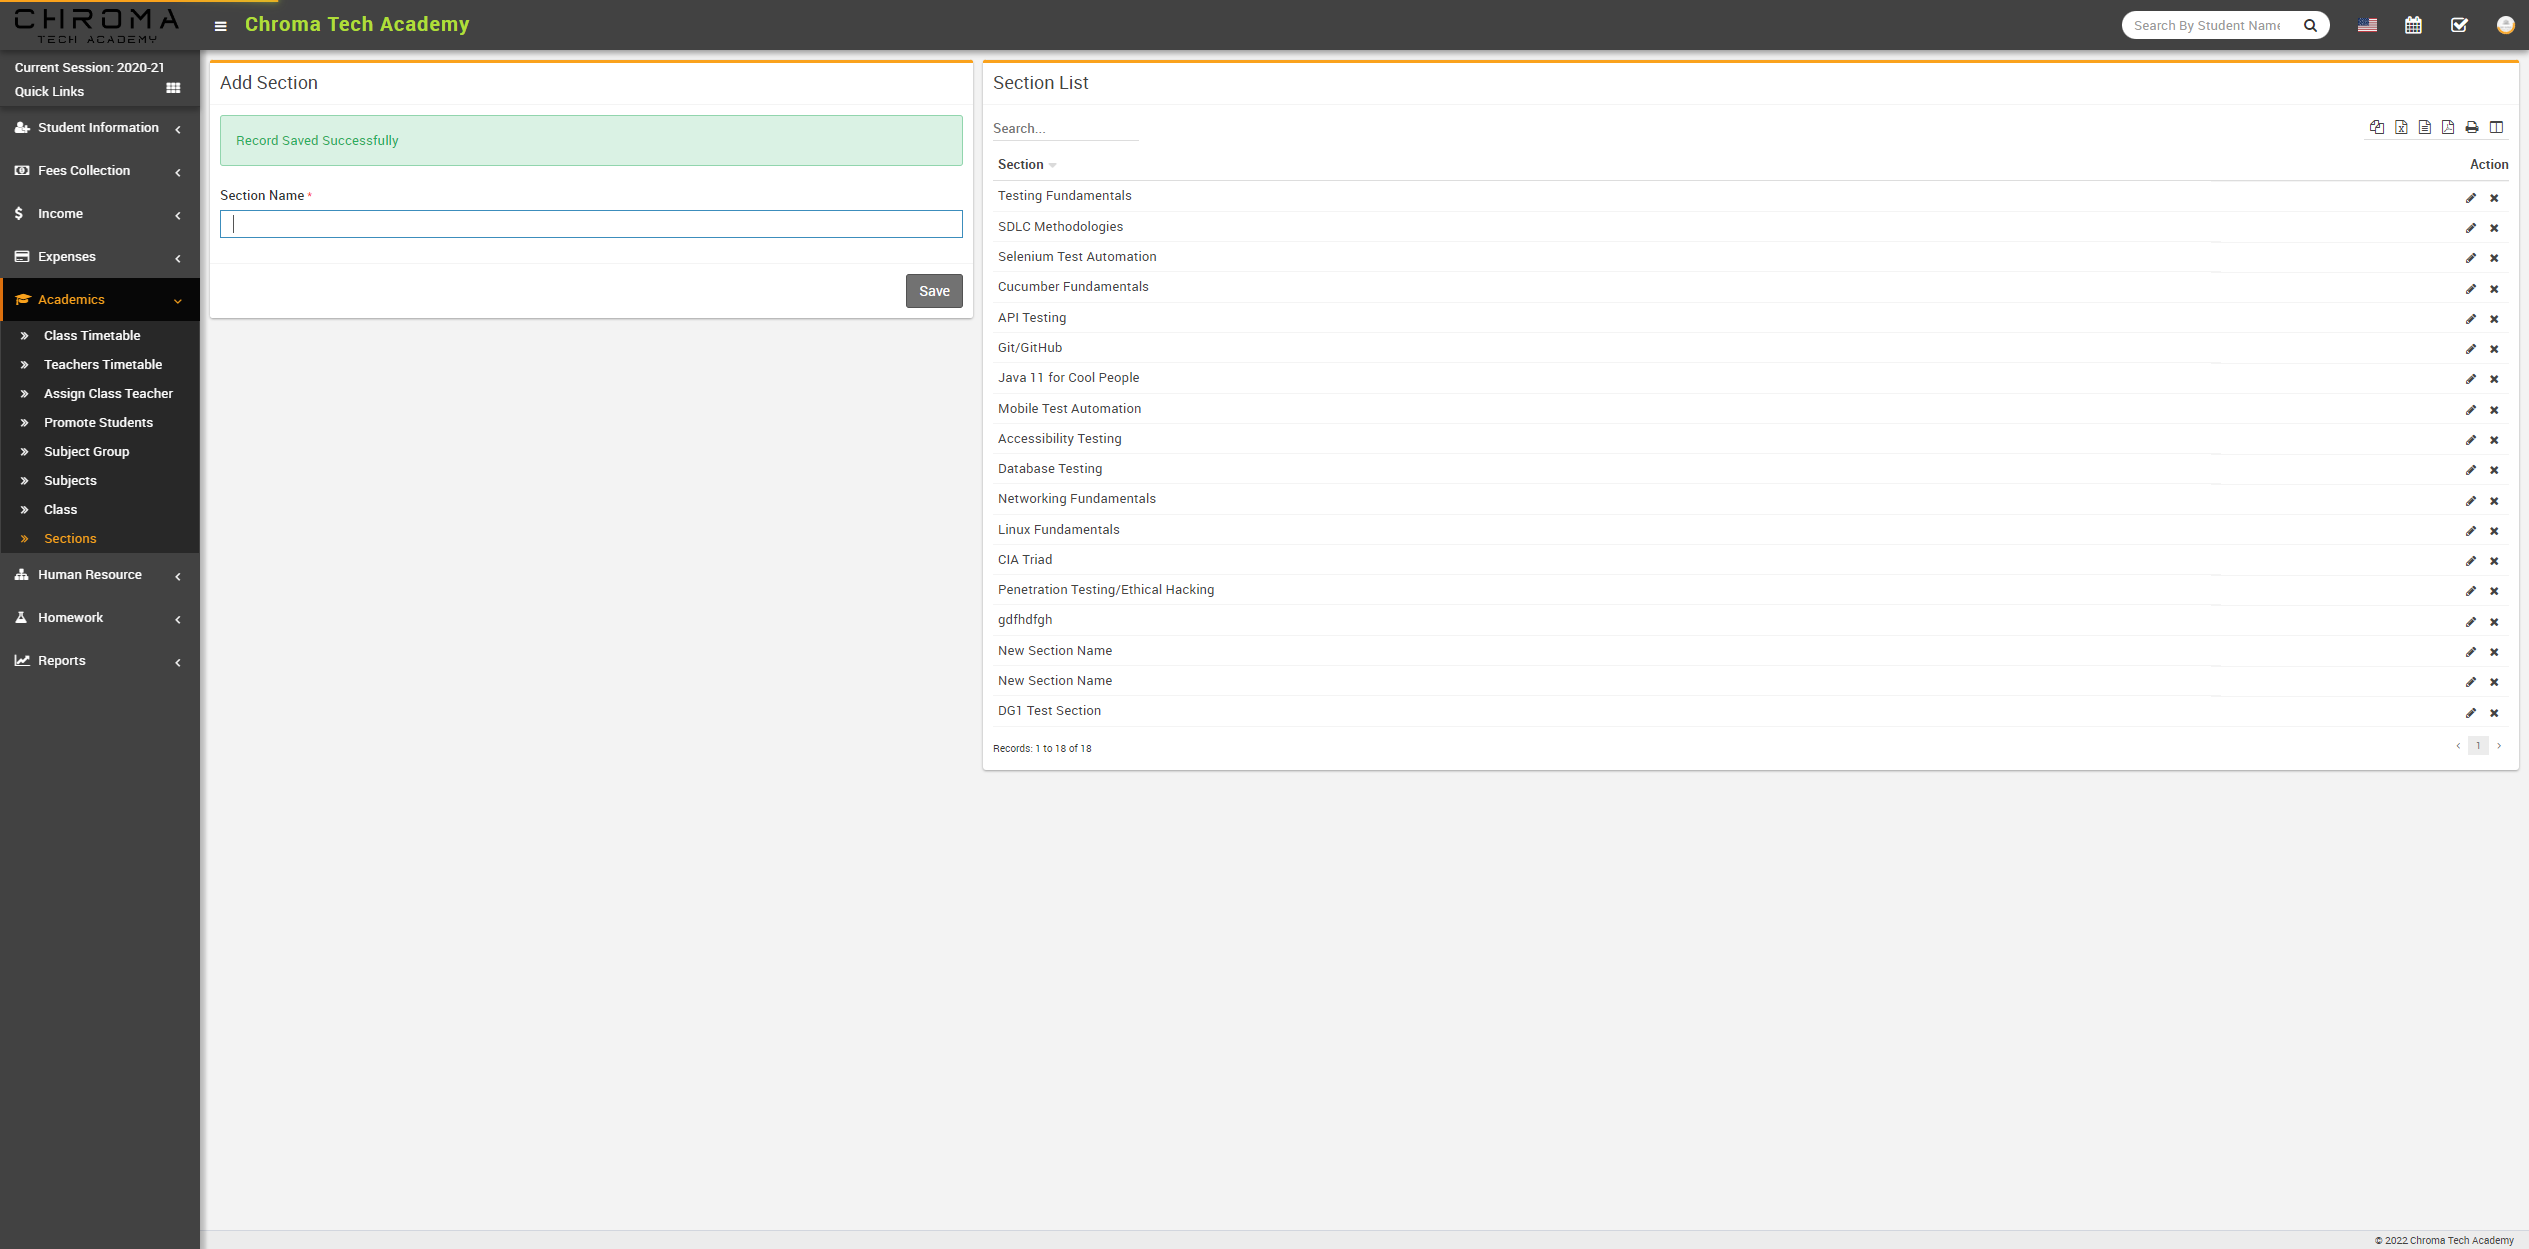 CHROMA
TECH ACADEMY
Chroma Tech Academy
Search By Student Name
Current Session: 2020-21
Quick Links
Student Information
Fees Collection
Income
Expenses
Academics
Class Timetable
Teachers Timetable
Assign Class Teacher
Promote Students
Subject Group
Subjects
Class
Sections
Human Resource
Homework
Reports
Add Section
Record Saved Successfully
Section Name *
Save
Section List
Search...
Section Action
Testing Fundamentals
SDLC Methodologies
Selenium Test Automation
Cucumber Fundamentals
API Testing
Git/GitHub
Java 11 for Cool People
Mobile Test Automation
Accessibility Testing
Database Testing
Networking Fundamentals
Linux Fundamentals
CIA Triad
Penetration Testing/Ethical Hacking
gdfhdfgh
New Section Name
New Section Name
DG1 Test Section
Records: 1 to 18 of 18
1
© 2022 Chroma Tech Academy